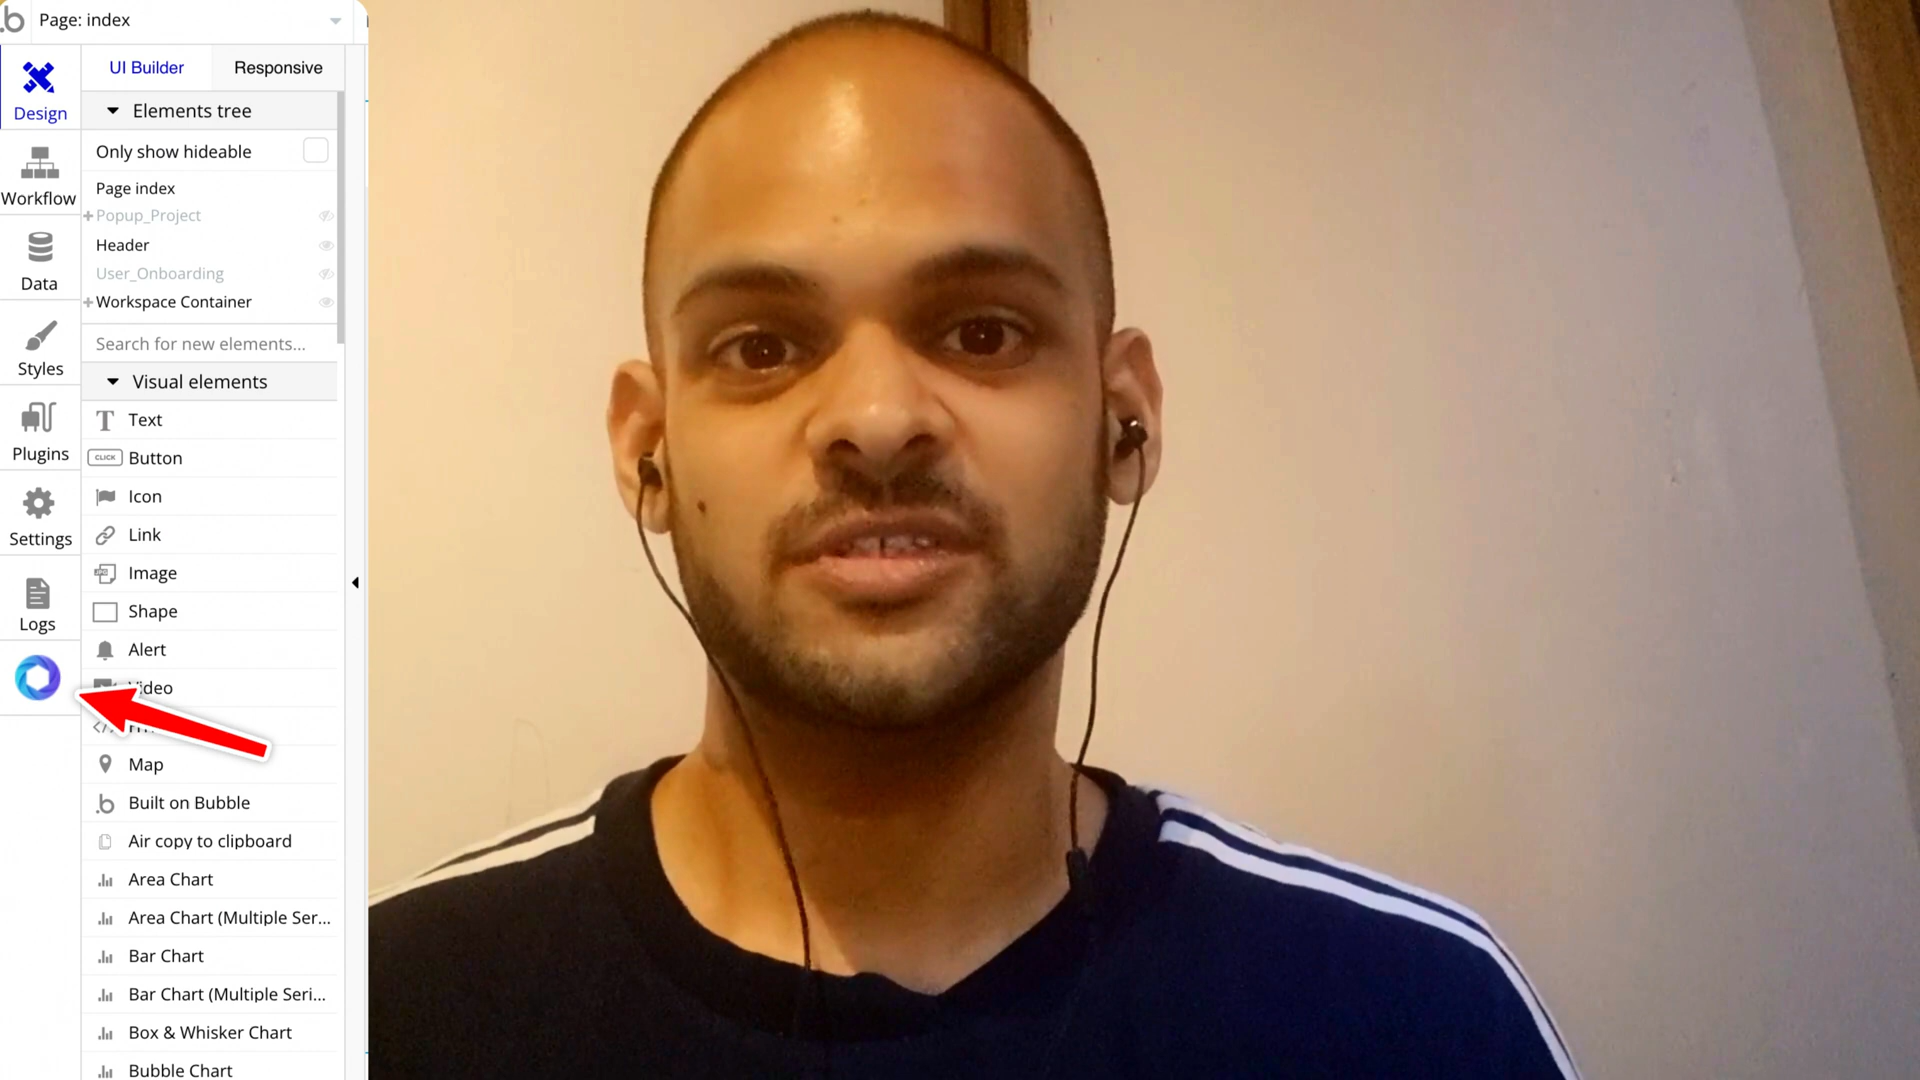 .b
Page: index
UI Builder
Responsive
Design
Elements tree
Only show hideable
Workflow
Page index
Popup_Project
Header
User_Onboarding
Data
Workspace Container
Search for new elements...
Styles
Visual elements
T Text
Plugins
CLICK Button
Icon
Settings
Link
Image
Shape
Logs
Alert
Video
Map
.b Built on Bubble
Air copy to clipboard
Area Chart
Area Chart (Multiple Ser...
Bar Chart
Bar Chart (Multiple Seri...
Box & Whisker Chart
Bubble Chart